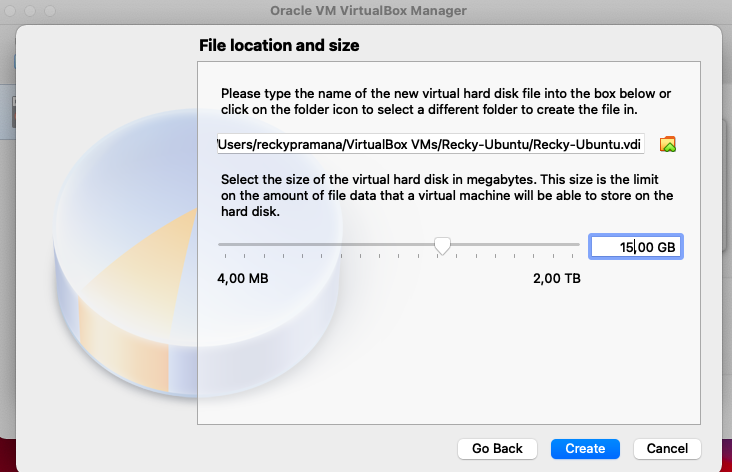 Oracle VM VirtualBox Manager
File location and size
Please type the name of the new virtual hard disk file into the box below or
click on the folder icon to select a different folder to create the file in.
Users/reckypramana/VirtualBox VMs/Recky-Ubuntu/Recky-Ubuntu.vdi
Select the size of the virtual hard disk in megabytes. This size is the limit
on the amount of file data that a virtual machine will be able to store on the
hard disk.
15,00 GB
4,00 MB
2,00 TB
Go Back
Create
Cancel